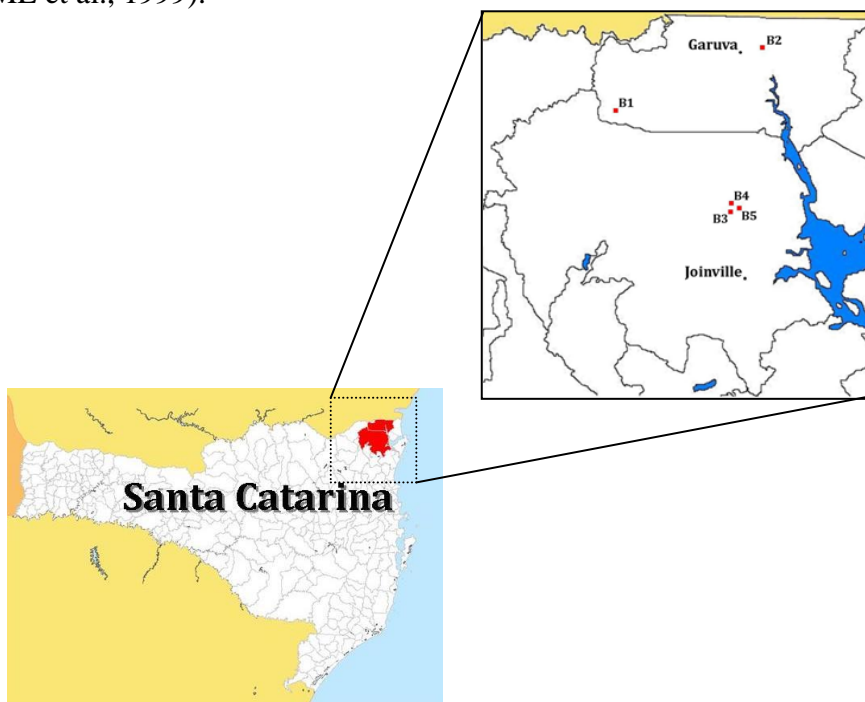 ME et al., 1999).
Garuva
B2
B1
B4
B3
B5
Joinville
Santa Catarina